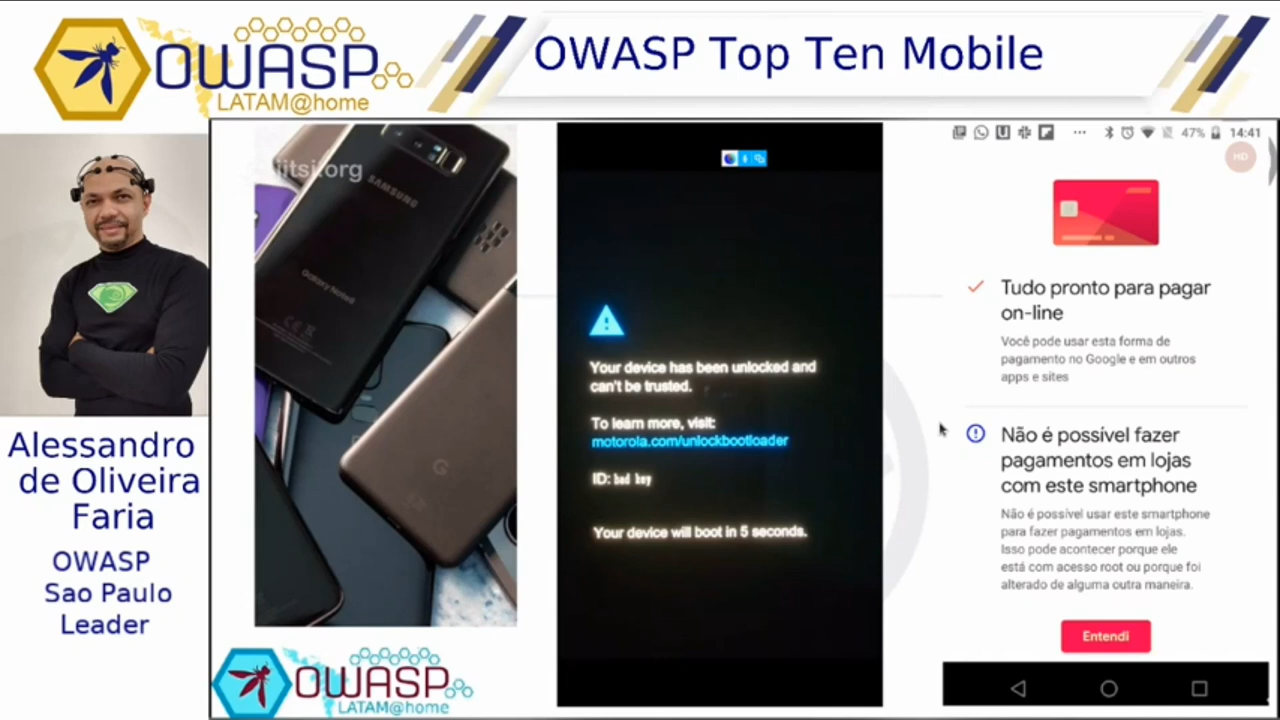 OWASP
LATAM@home
OWASP Top Ten Mobile
Alessandro
de Oliveira
Faria
OWASP
Sao Paulo
Leader
jitsi.org
SAMSUNG
Galaxy Note8
G
Your device has been unlocked and
can't be trusted.
To learn more, visit:
motorola.com/unlockbootloader
ID: bad key
Your device will boot in 5 seconds.
47% 14:41
HD
Tudo pronto para pagar
on-line
Você pode usar esta forma de
pagamento no Google e em outros
apps e sites
Não é possível fazer
pagamentos em lojas
com este smartphone
Não é possível usar este smartphone
para fazer pagamentos em lojas.
Isso pode acontecer porque ele
está com acesso root ou porque foi
alterado de alguma outra maneira.
Entendi
OWASP
LATAM@home